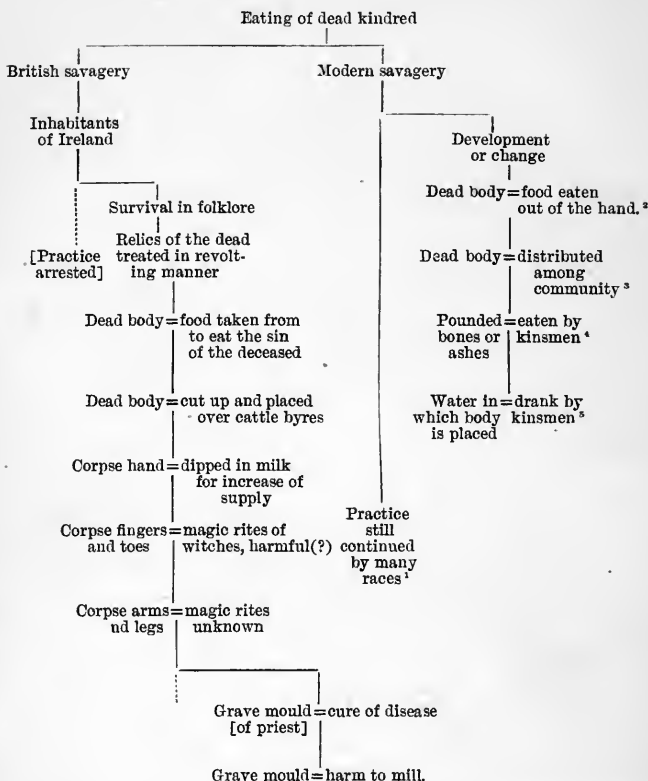 Eating of dead kindred
British savagery
Modern savagery
Inhabitants
of Ireland
Development
or change
Dead body=food eaten
out of the hand.²
Survival in folklore
[Practice
arrested]
Relics of the dead
treated in revolt-
ing manner
Dead body=distributed
among
community ³
Dead body=food taken from
to eat the sin
of the deceased
Pounded=eaten by
bones or kinsmen ⁴
ashes
Dead body=cut up and placed
over cattle byres
Water in=drank by
which body kinsmen ⁵
is placed
Corpse hand=dipped in milk
for increase of
supply
Practice
still
continued
by many
races ¹
Corpse fingers=magic rites of
and toes witches, harmful(?)
Corpse arms=magic rites
nd legs unknown
Grave mould=cure of disease
[of priest]
Grave mould=harm to mill.